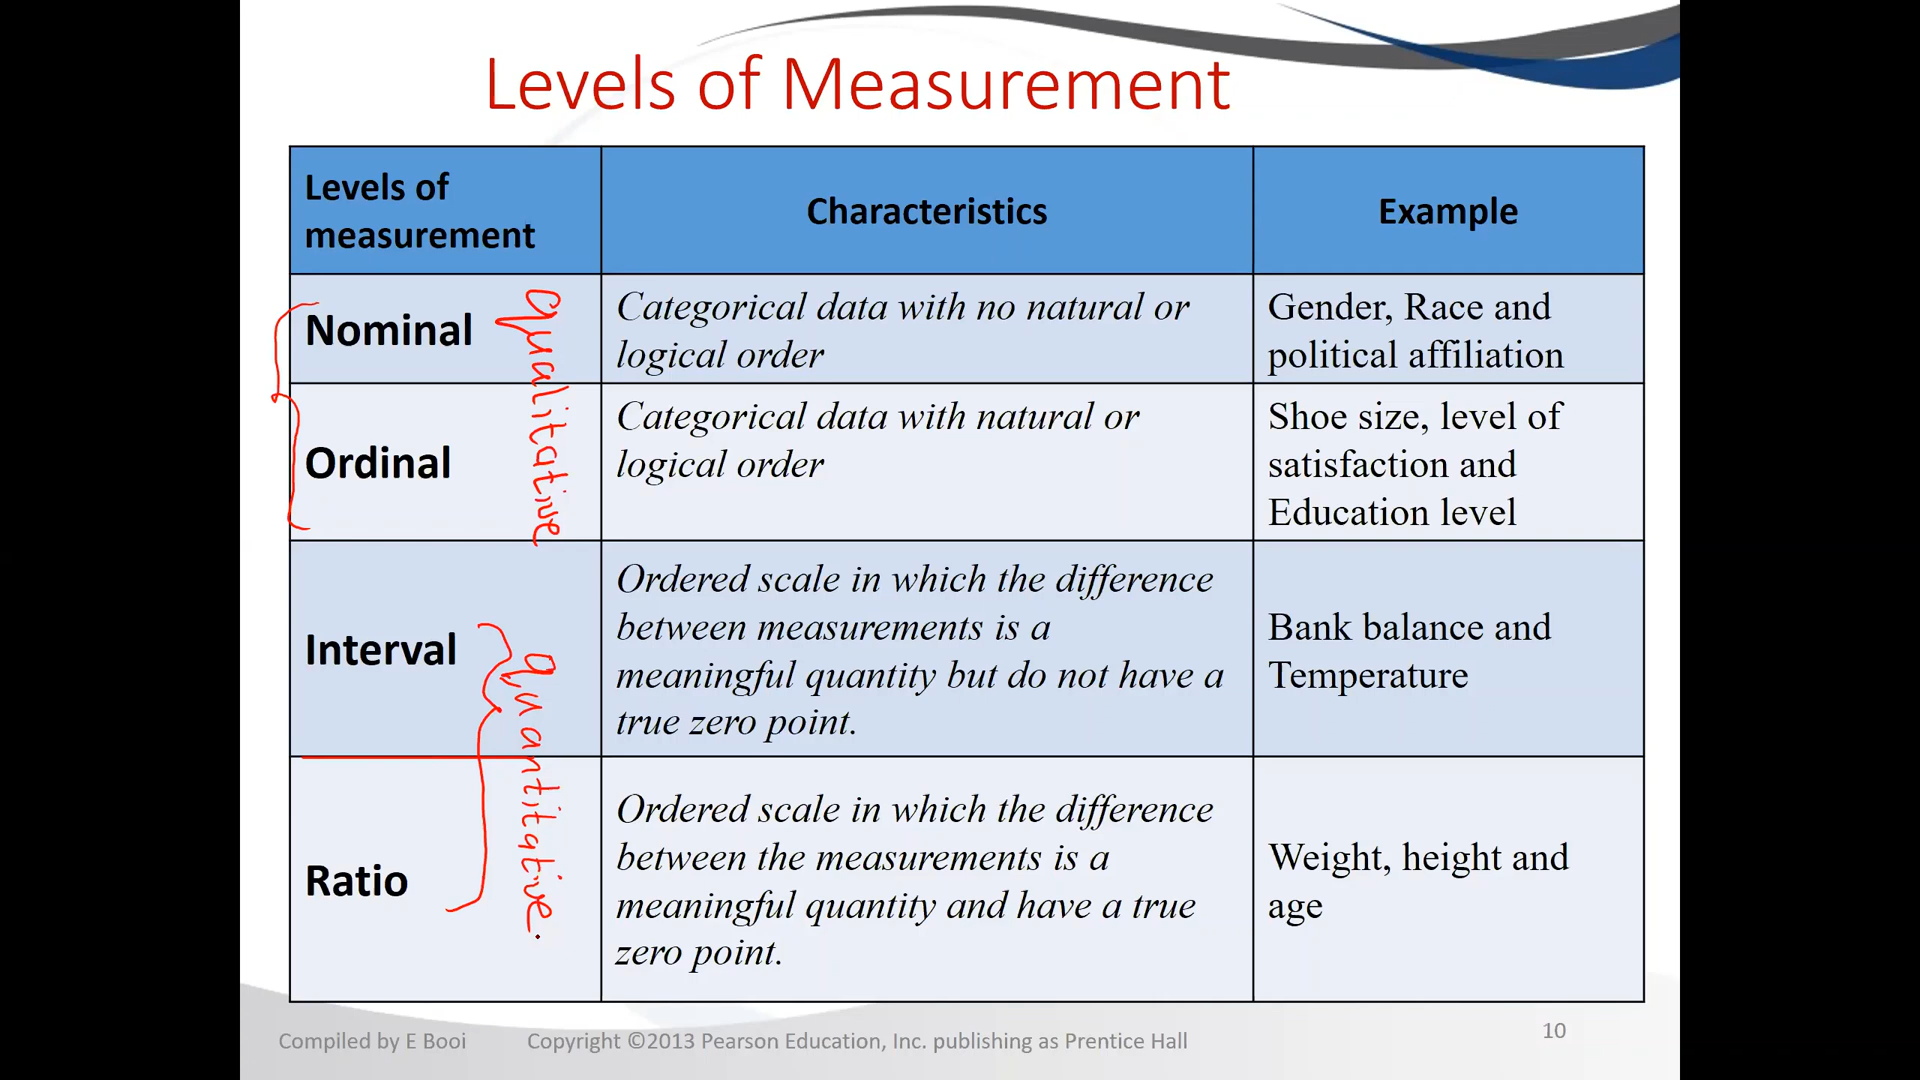 Levels of Measurement
Levels of
measurement
Characteristics
Example
Nominal
qualitative
Categorical data with no natural or
logical order
Gender, Race and
political affiliation
Ordinal
Categorical data with natural or
logical order
Shoe size, level of
satisfaction and
Education level
Interval
quantitative
Ordered scale in which the difference
between measurements is a
meaningful quantity but do not have a
true zero point.
Bank balance and
Temperature
Ratio
Ordered scale in which the difference
between the measurements is a
meaningful quantity and have a true
zero point.
Weight, height and
age
Compiled by E Booi
Copyright ©2013 Pearson Education, Inc. publishing as Prentice Hall
10